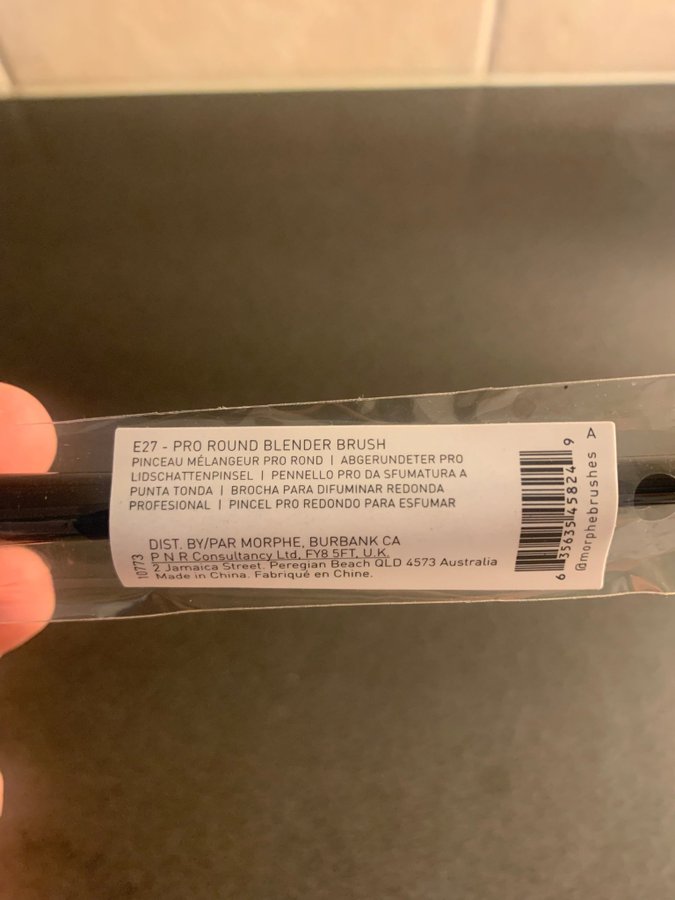 E27 - PRO ROUND BLENDER BRUSH
PINCEAU MÉLANGEUR PRO ROND | ABGERUNDETER PRO
LIDSCHATTENPINSEL | PENNELLO PRO DA SFUMATURA A
PUNTA TONDA | BROCHA PARA DIFUMINAR REDONDA
PROFESIONAL | PINCEL PRO REDONDO PARA ESFUMAR
DIST. BY/PAR MORPHE, BURBANK CA
P N R Consultancy Ltd, FY8 5FT, U.K.
2 Jamaica Street. Peregian Beach QLD 4573 Australia
Made in China. Fabriqué en Chine.
10773
6 35635 45824 9
@morphebrushes A